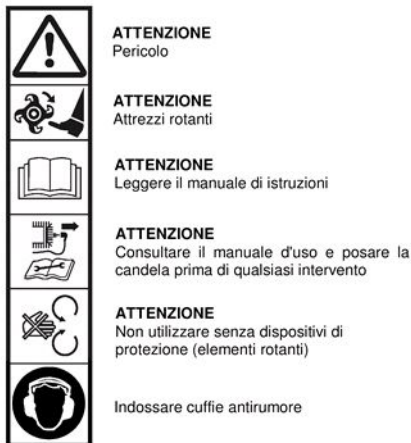 ATTENZIONE
Pericolo
ATTENZIONE
Attrezzi rotanti
ATTENZIONE
Leggere il manuale di istruzioni
ATTENZIONE
Consultare il manuale d'uso e posare la
candela prima di qualsiasi intervento
ATTENZIONE
Non utilizzare senza dispositivi di
protezione (elementi rotanti)
Indossare cuffie antirumore